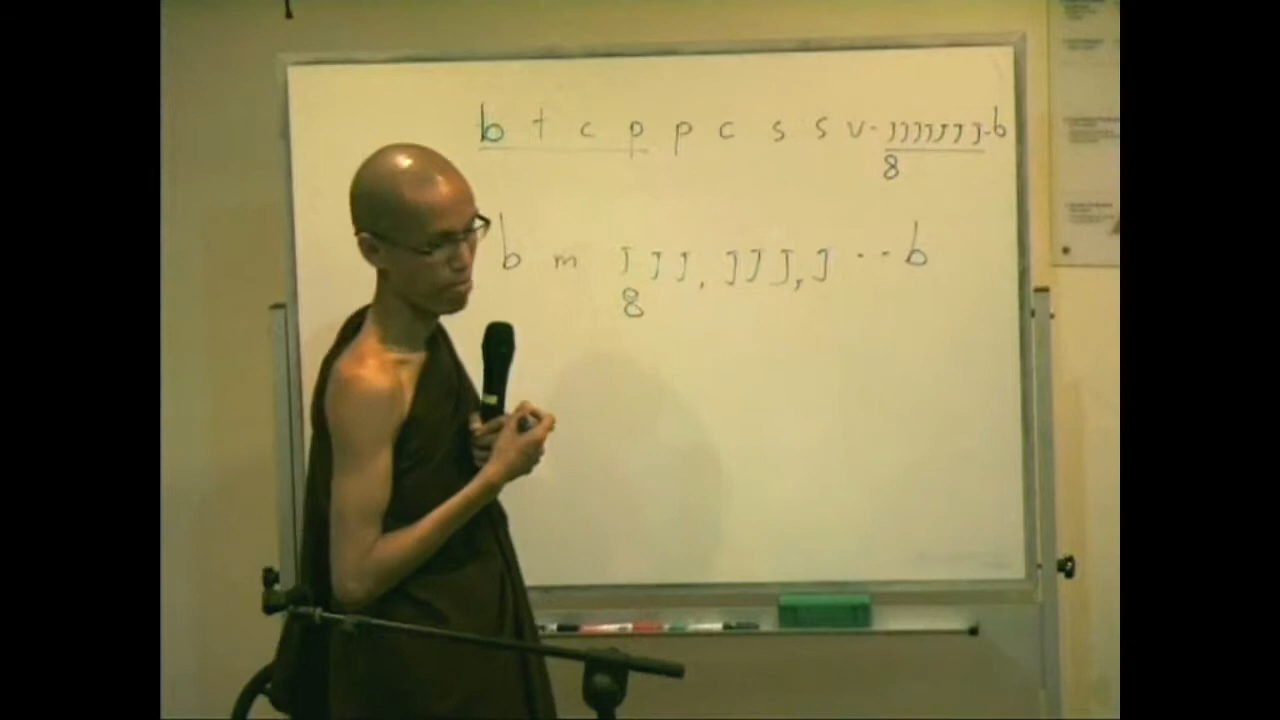 b t c p p c s s v - J J J J J J J - b
8
b m J J J , J J J , J - - b
8